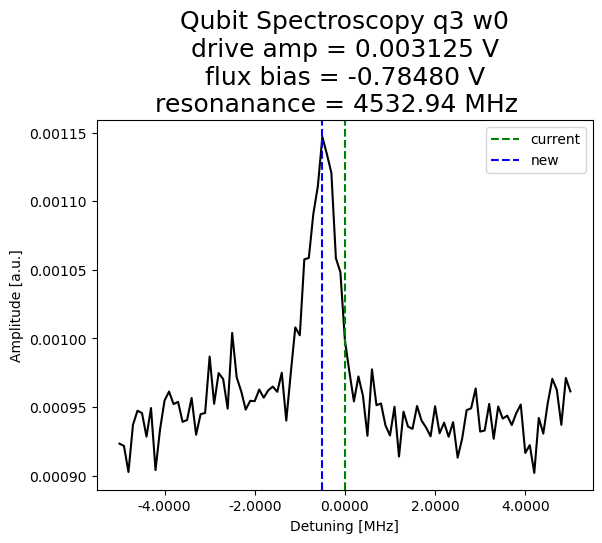 Qubit Spectroscopy q3 w0
drive amp = 0.003125 V
flux bias = -0.78480 V
resonanance = 4532.94 MHz
current
new
0.00115
0.00110
0.00105
0.00100
0.00095
0.00090
Amplitude [a.u.]
-4.0000 -2.0000 0.0000 2.0000 4.0000
Detuning [MHz]